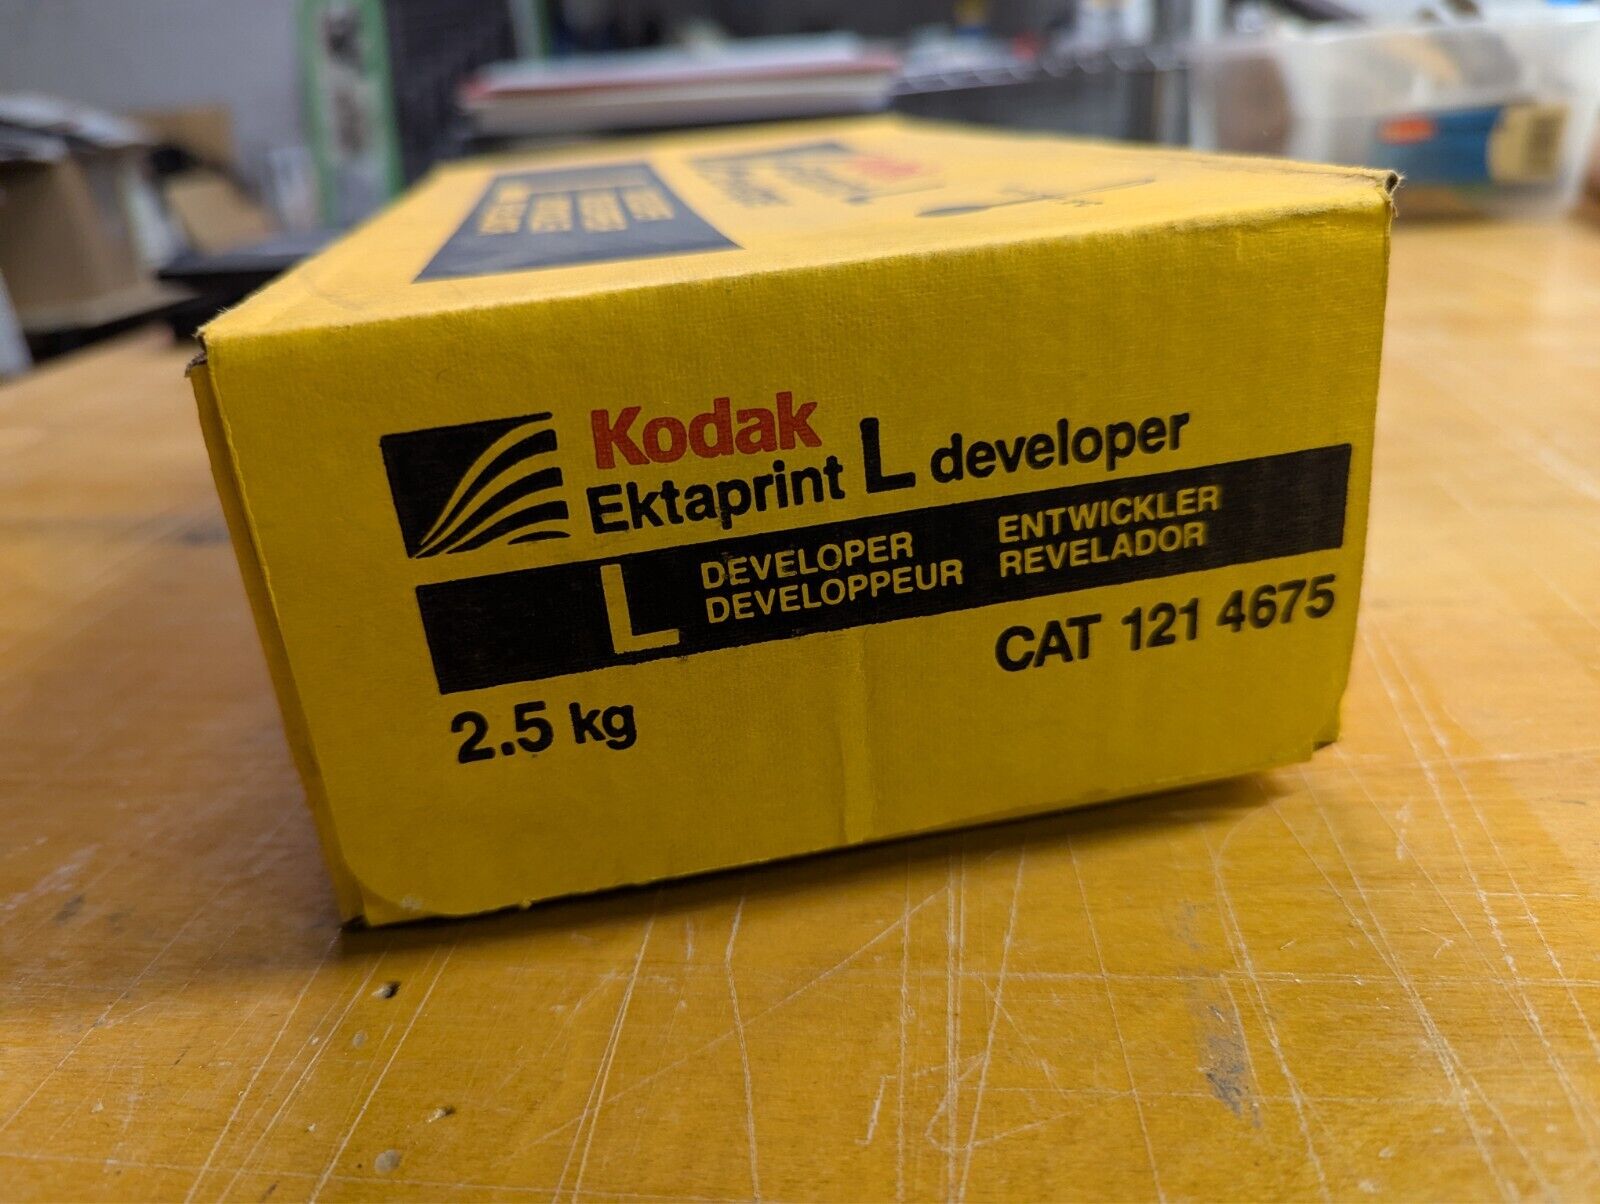 Kodak
Ektaprint L developer
L DEVELOPER ENTWICKLER
DEVELOPPEUR REVELADOR
CAT 121 4675
2.5 kg